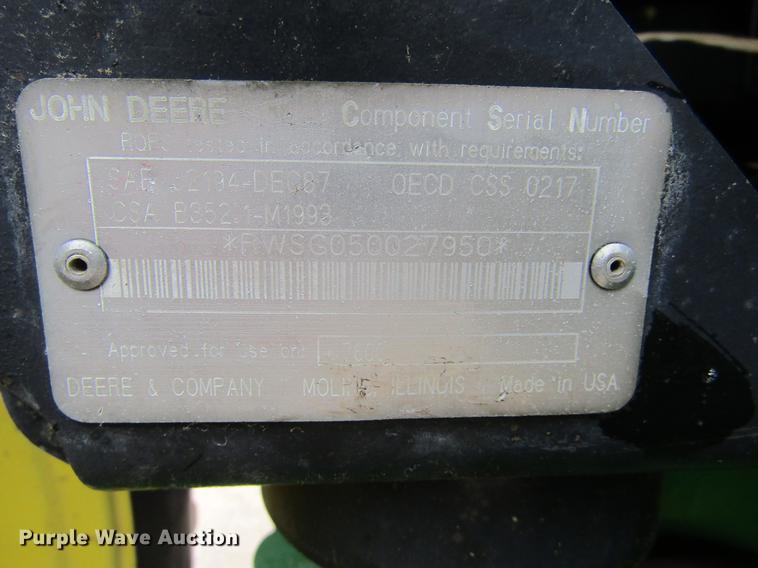 JOHN DEERE Component Serial Number
ROPS tested in accordance with requirements:
SAE J2194-DEC87 OECD CSS 0217
CSA B352.1-M1993
*RWSG050027950*
Approved for use on:
DEERE & COMPANY MOLINE ILLINOIS Made in USA
Purple Wave Auction